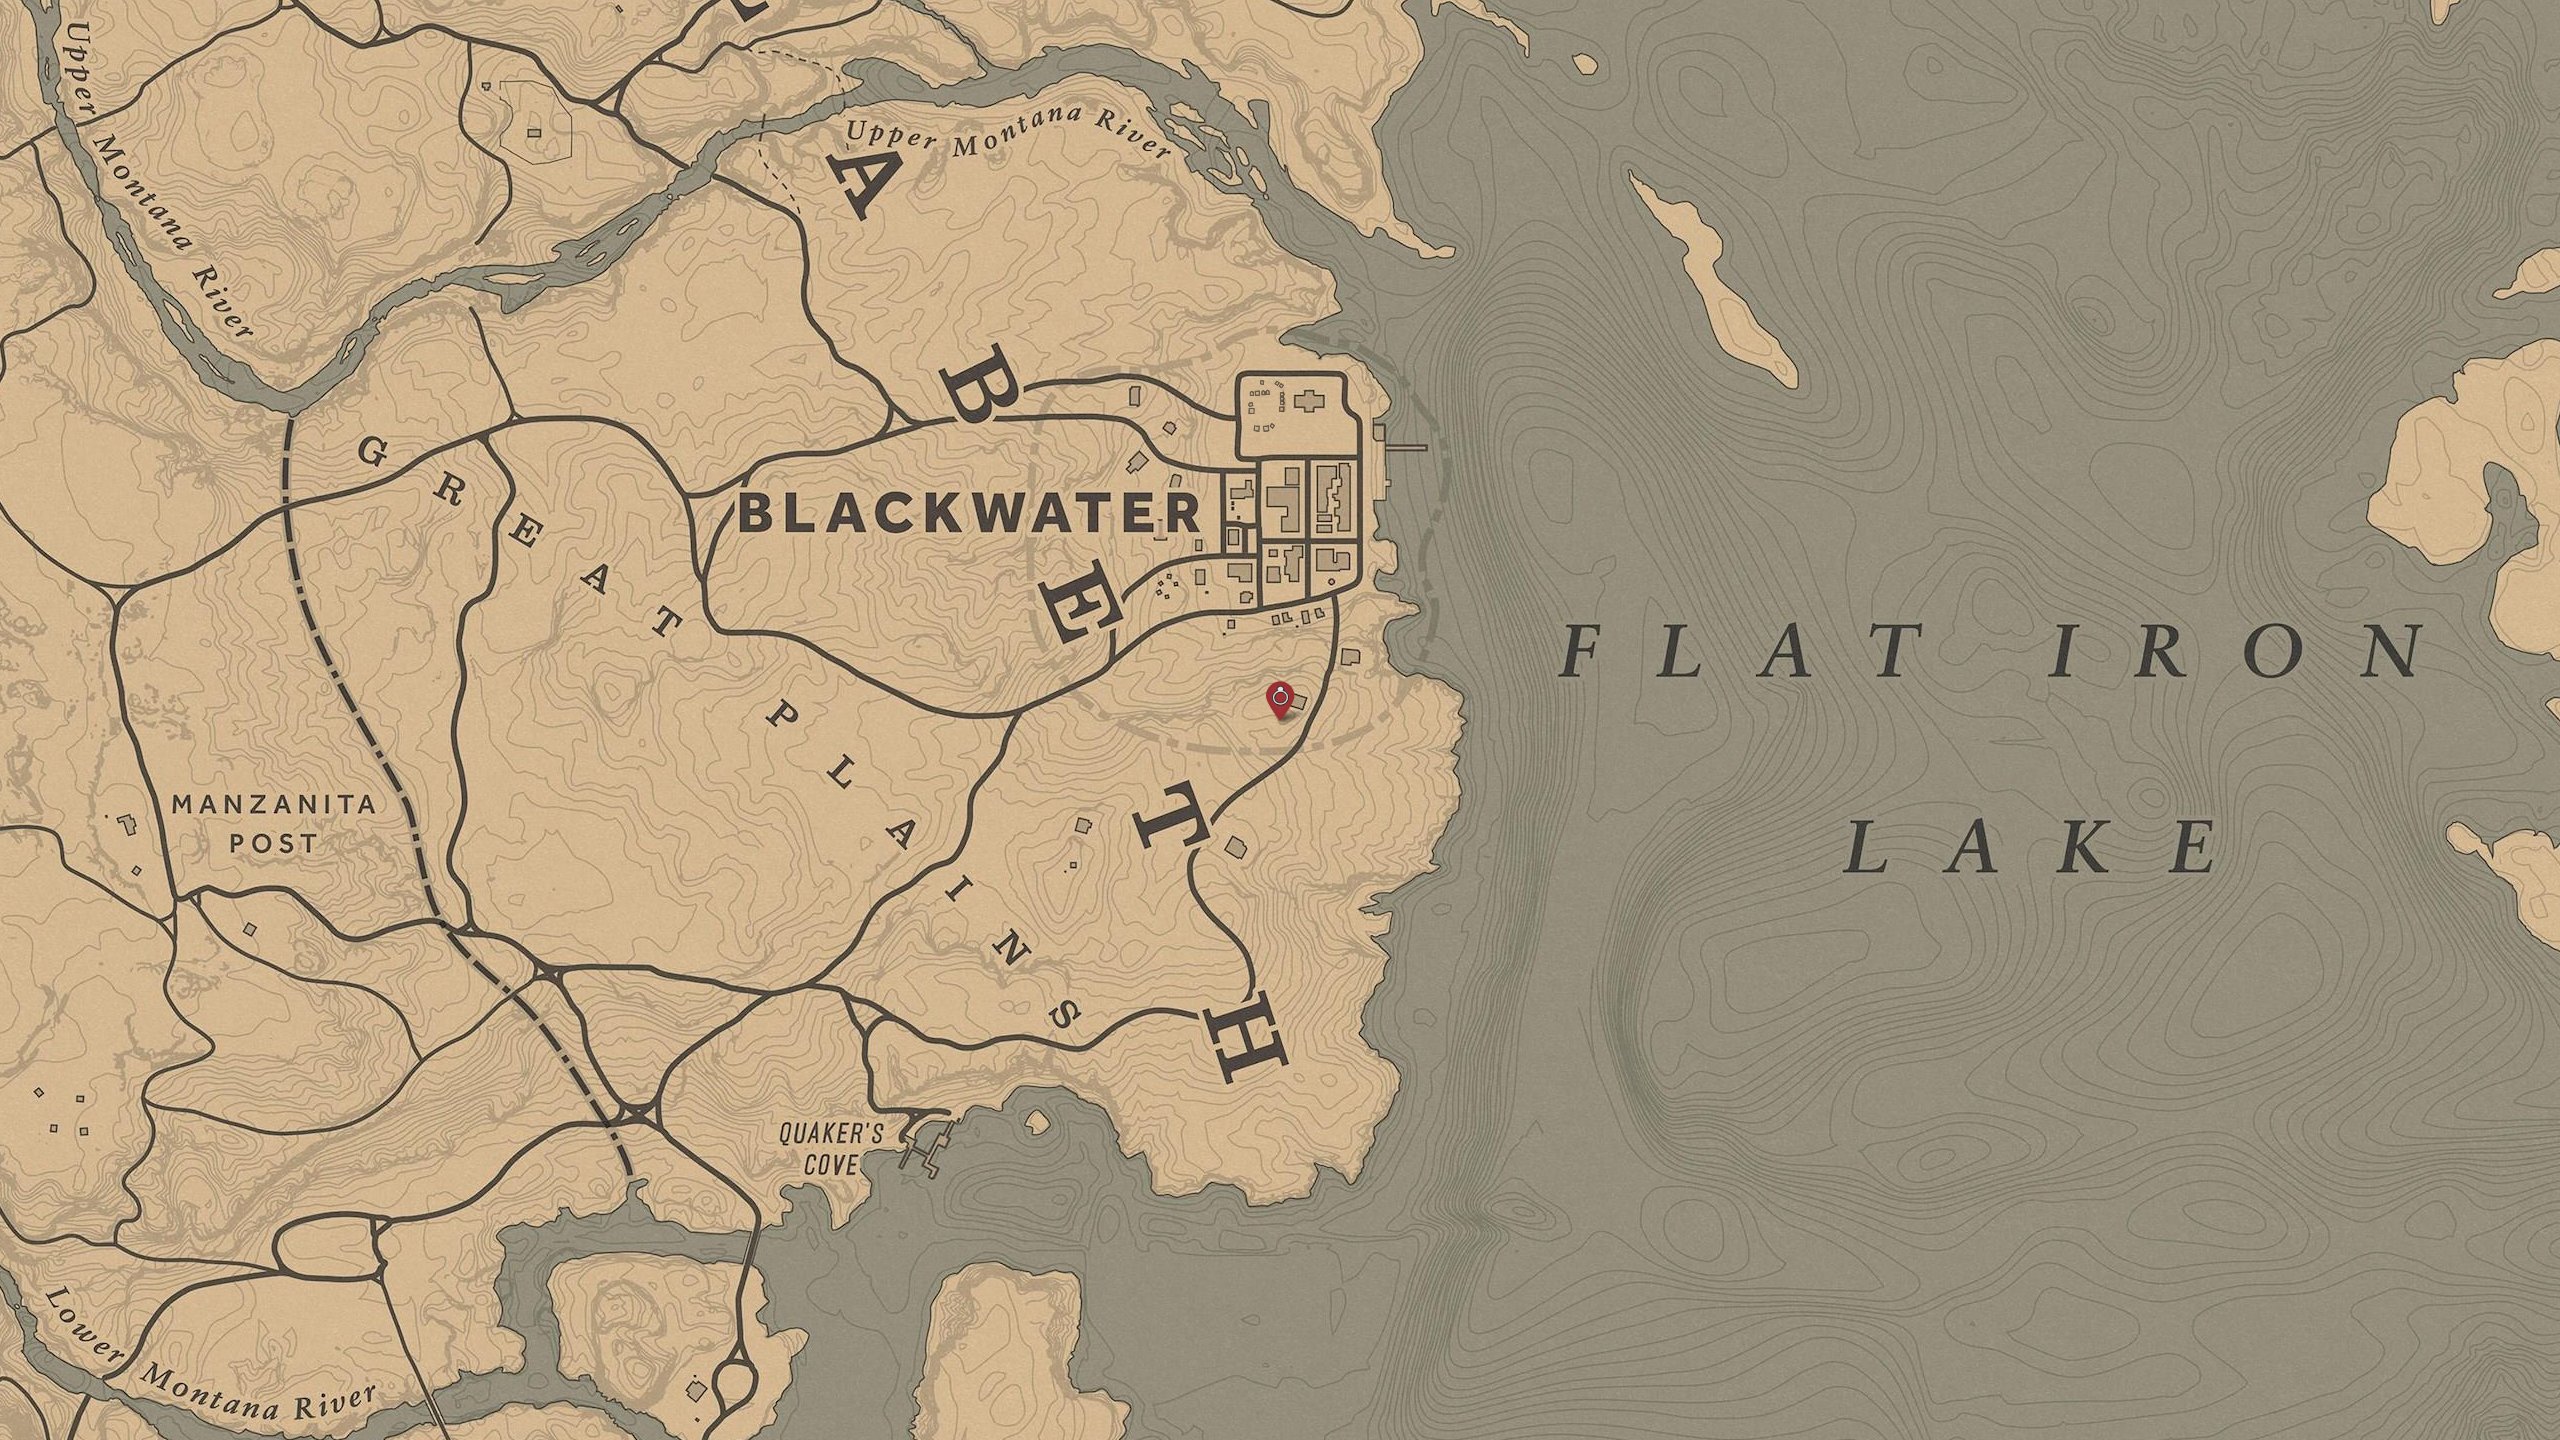 Upper Montana River
Upper Montana River
A B E T H
GREAT PLAINS
BLACKWATER
FLAT IRON
LAKE
MANZANITA
POST
QUAKER'S
COVE
Lower Montana River